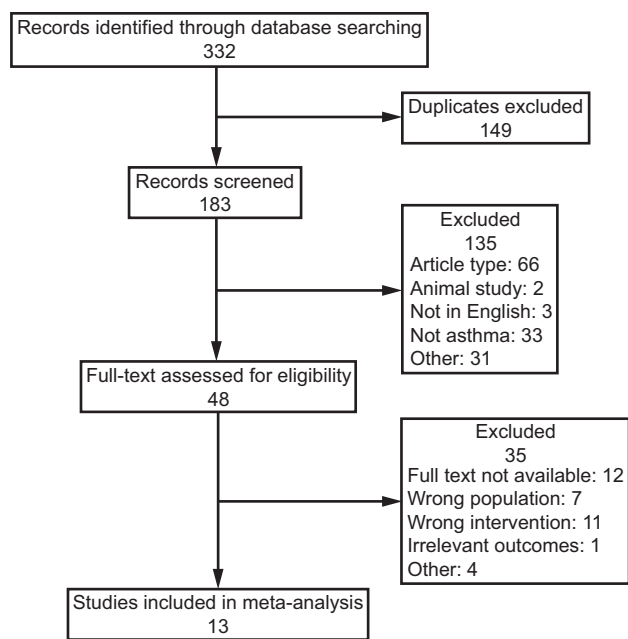 Records identified through database searching
332
Duplicates excluded
149
Records screened
183
Excluded
135
Article type: 66
Animal study: 2
Not in English: 3
Not asthma: 33
Other: 31
Full-text assessed for eligibility
48
Excluded
35
Full text not available: 12
Wrong population: 7
Wrong intervention: 11
Irrelevant outcomes: 1
Other: 4
Studies included in meta-analysis
13